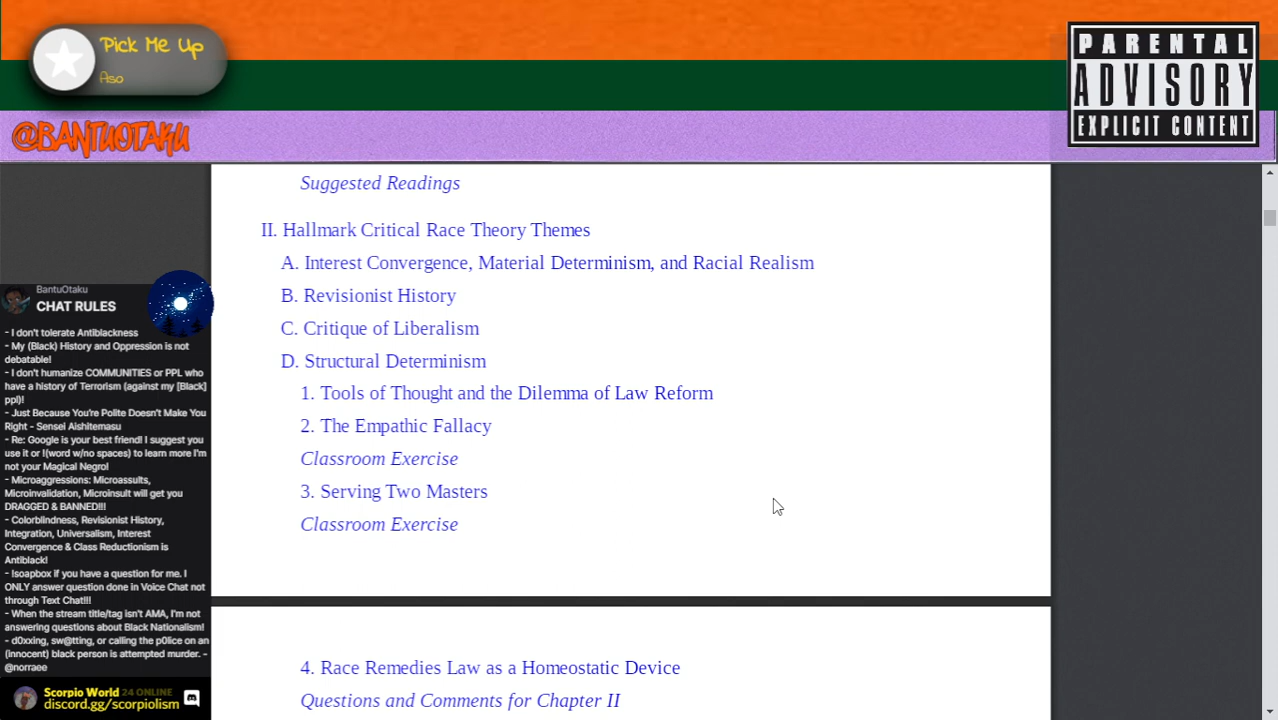 Pick Me Up
Aso
PARENTAL
ADVISORY
EXPLICIT CONTENT
@BANTUOTAKU
Suggested Readings
II. Hallmark Critical Race Theory Themes
A. Interest Convergence, Material Determinism, and Racial Realism
B. Revisionist History
C. Critique of Liberalism
D. Structural Determinism
1. Tools of Thought and the Dilemma of Law Reform
2. The Empathic Fallacy
Classroom Exercise
3. Serving Two Masters
Classroom Exercise
4. Race Remedies Law as a Homeostatic Device
Questions and Comments for Chapter II
BantuOtaku
CHAT RULES
- I don't tolerate Antiblackness
- My (Black) History and Oppression is not
debatable!
- I don't humanize COMMUNITIES or PPL who
have a history of Terrorism (against my [Black]
ppl)!
- Just Because You're Polite Doesn't Make You
Right - Sensei Aishitemasu
- Re: Google is your best friend! I suggest you
use it or !(word w/no spaces) to learn more I'm
not your Magical Negro!
- Microaggressions: Microassults,
Microinvalidation, Microinsult will get you
DRAGGED & BANNED!!!
- Colorblindness, Revisionist History,
Integration, Universalism, Interest
Convergence & Class Reductionism is
Antiblack!
- !soapbox if you have a question for me. I
ONLY answer question done in Voice Chat not
through Text Chat!!!
- When the stream title/tag isn't AMA, I'm not
answering questions about Black Nationalism!
- d0xxing, sw@tting, or calling the p0lice on an
(innocent) black person is attempted murder. -
@norraee
Scorpio World 24 ONLINE
discord.gg/scorpiolism